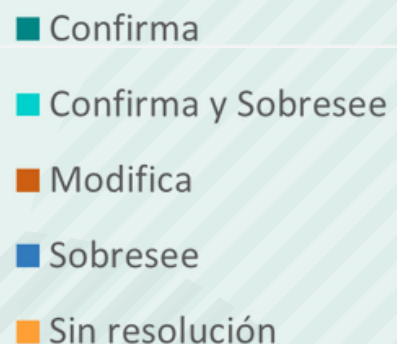 Confirma
Confirma y Sobresee
Modifica
Sobresee
Sin resolución